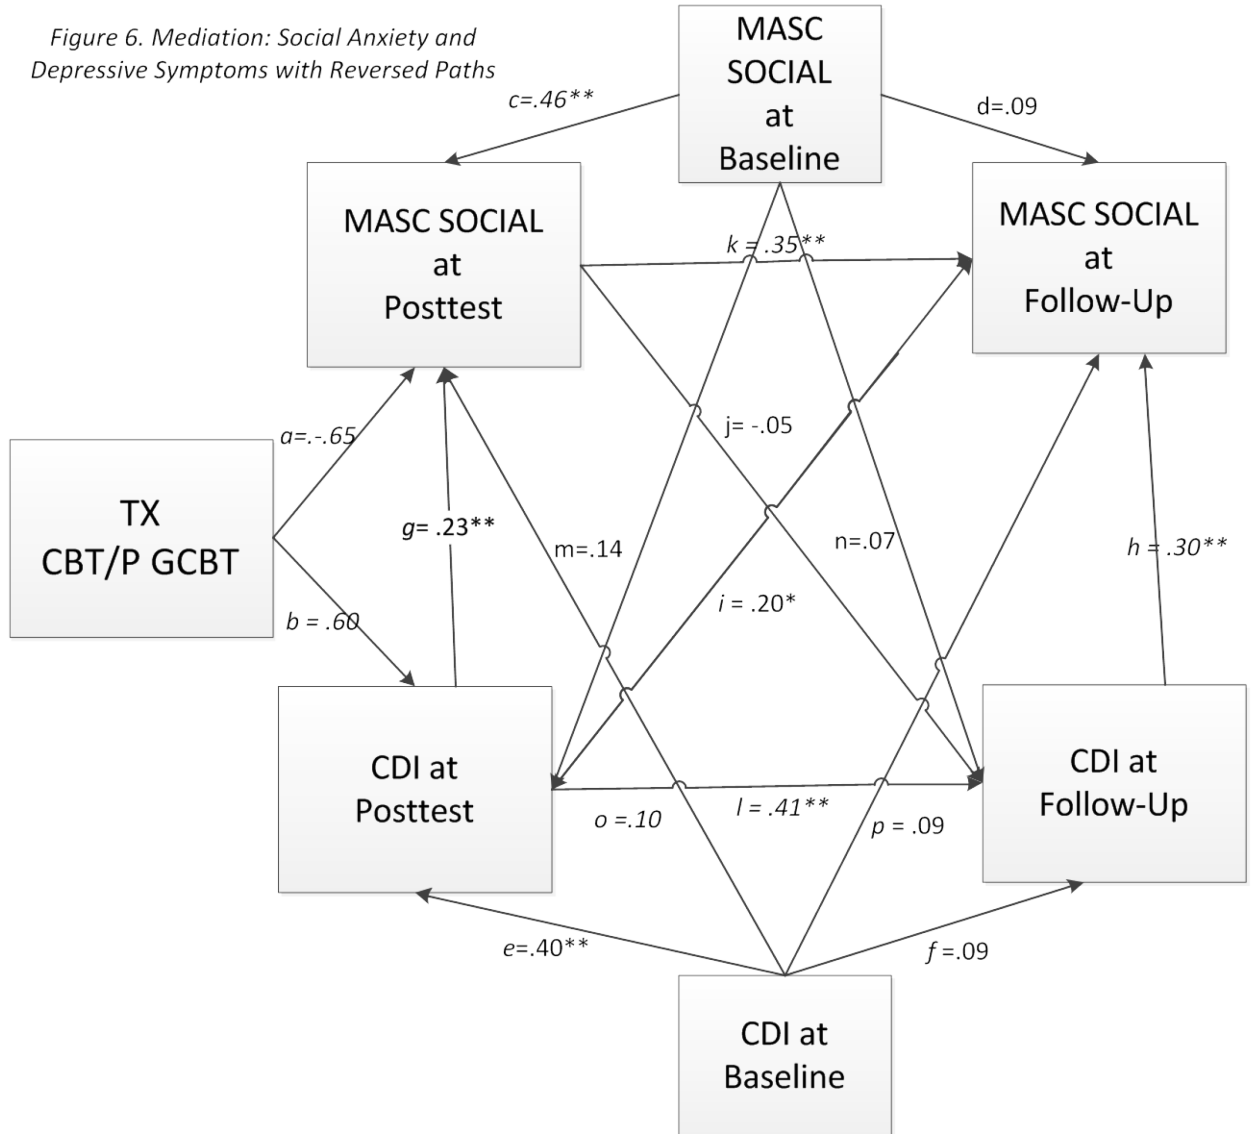 Figure 6. Mediation: Social Anxiety and
Depressive Symptoms with Reversed Paths
MASC
SOCIAL
at
Baseline
c=.46**
d=.09
MASC SOCIAL
at
Posttest
MASC SOCIAL
at
Follow-Up
k = .35**
a=.-.65
j= -.05
TX
CBT/P GCBT
g= .23**
m=.14
n=.07
h = .30**
i = .20*
b = .60
CDI at
Posttest
CDI at
Follow-Up
o =.10
l = .41**
p = .09
e=.40**
f=.09
CDI at
Baseline